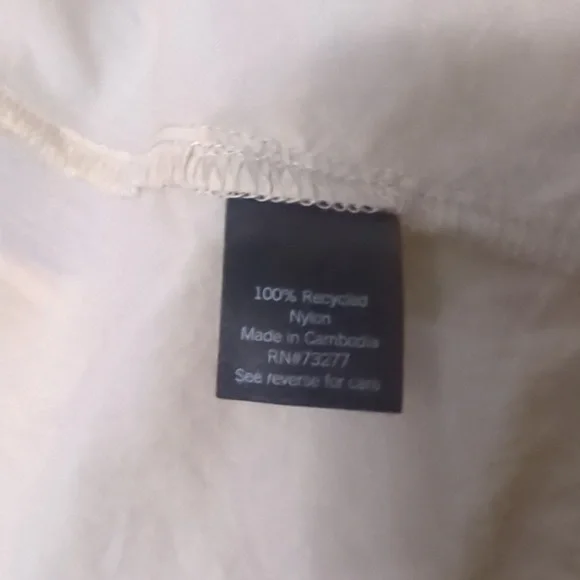 100% Recycled
Nylon
Made in Cambodia
RN#73277
See reverse for care